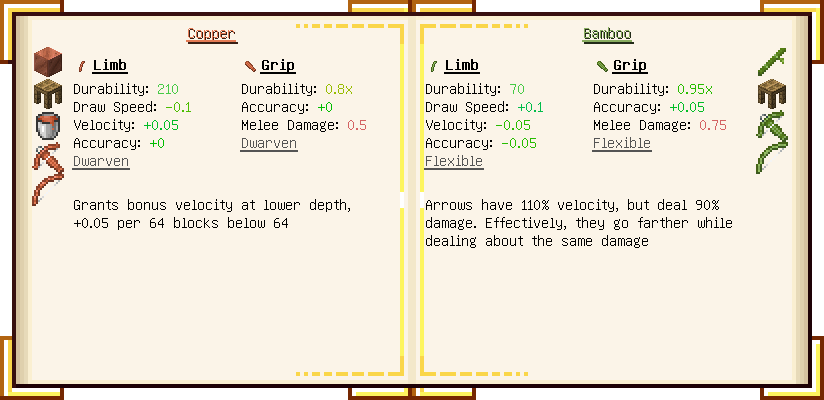 Copper
Limb
Durability: 210
Draw Speed: -0.1
Velocity: +0.05
Accuracy: +0
Dwarven
Grip
Durability: 0.8x
Accuracy: +0
Melee Damage: 0.5
Dwarven
Grants bonus velocity at lower depth,
+0.05 per 64 blocks below 64
Bamboo
Limb
Durability: 70
Draw Speed: +0.1
Velocity: -0.05
Accuracy: -0.05
Flexible
Grip
Durability: 0.95x
Accuracy: +0.05
Melee Damage: 0.75
Flexible
Arrows have 110% velocity, but deal 90%
damage. Effectively, they go farther while
dealing about the same damage